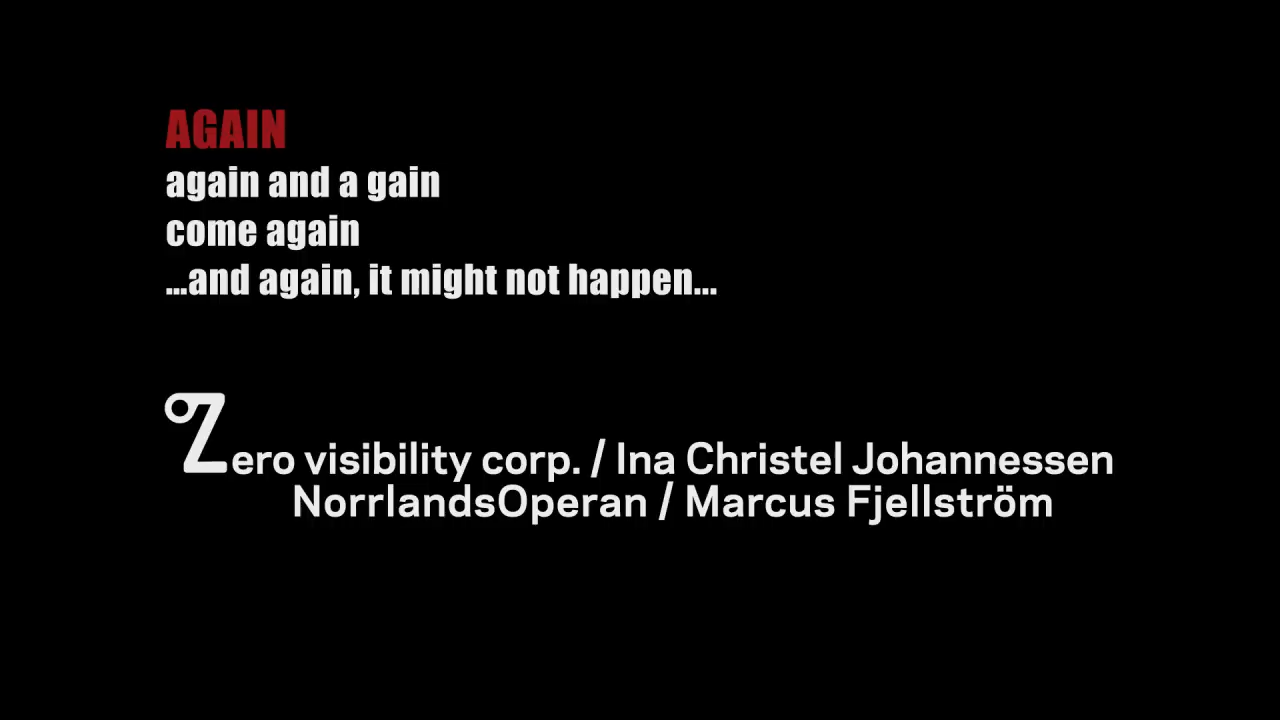 AGAIN
again and a gain
come again
...and again, it might not happen...
Zero visibility corp. / Ina Christel Johannessen
NorrlandsOperan / Marcus Fjellström